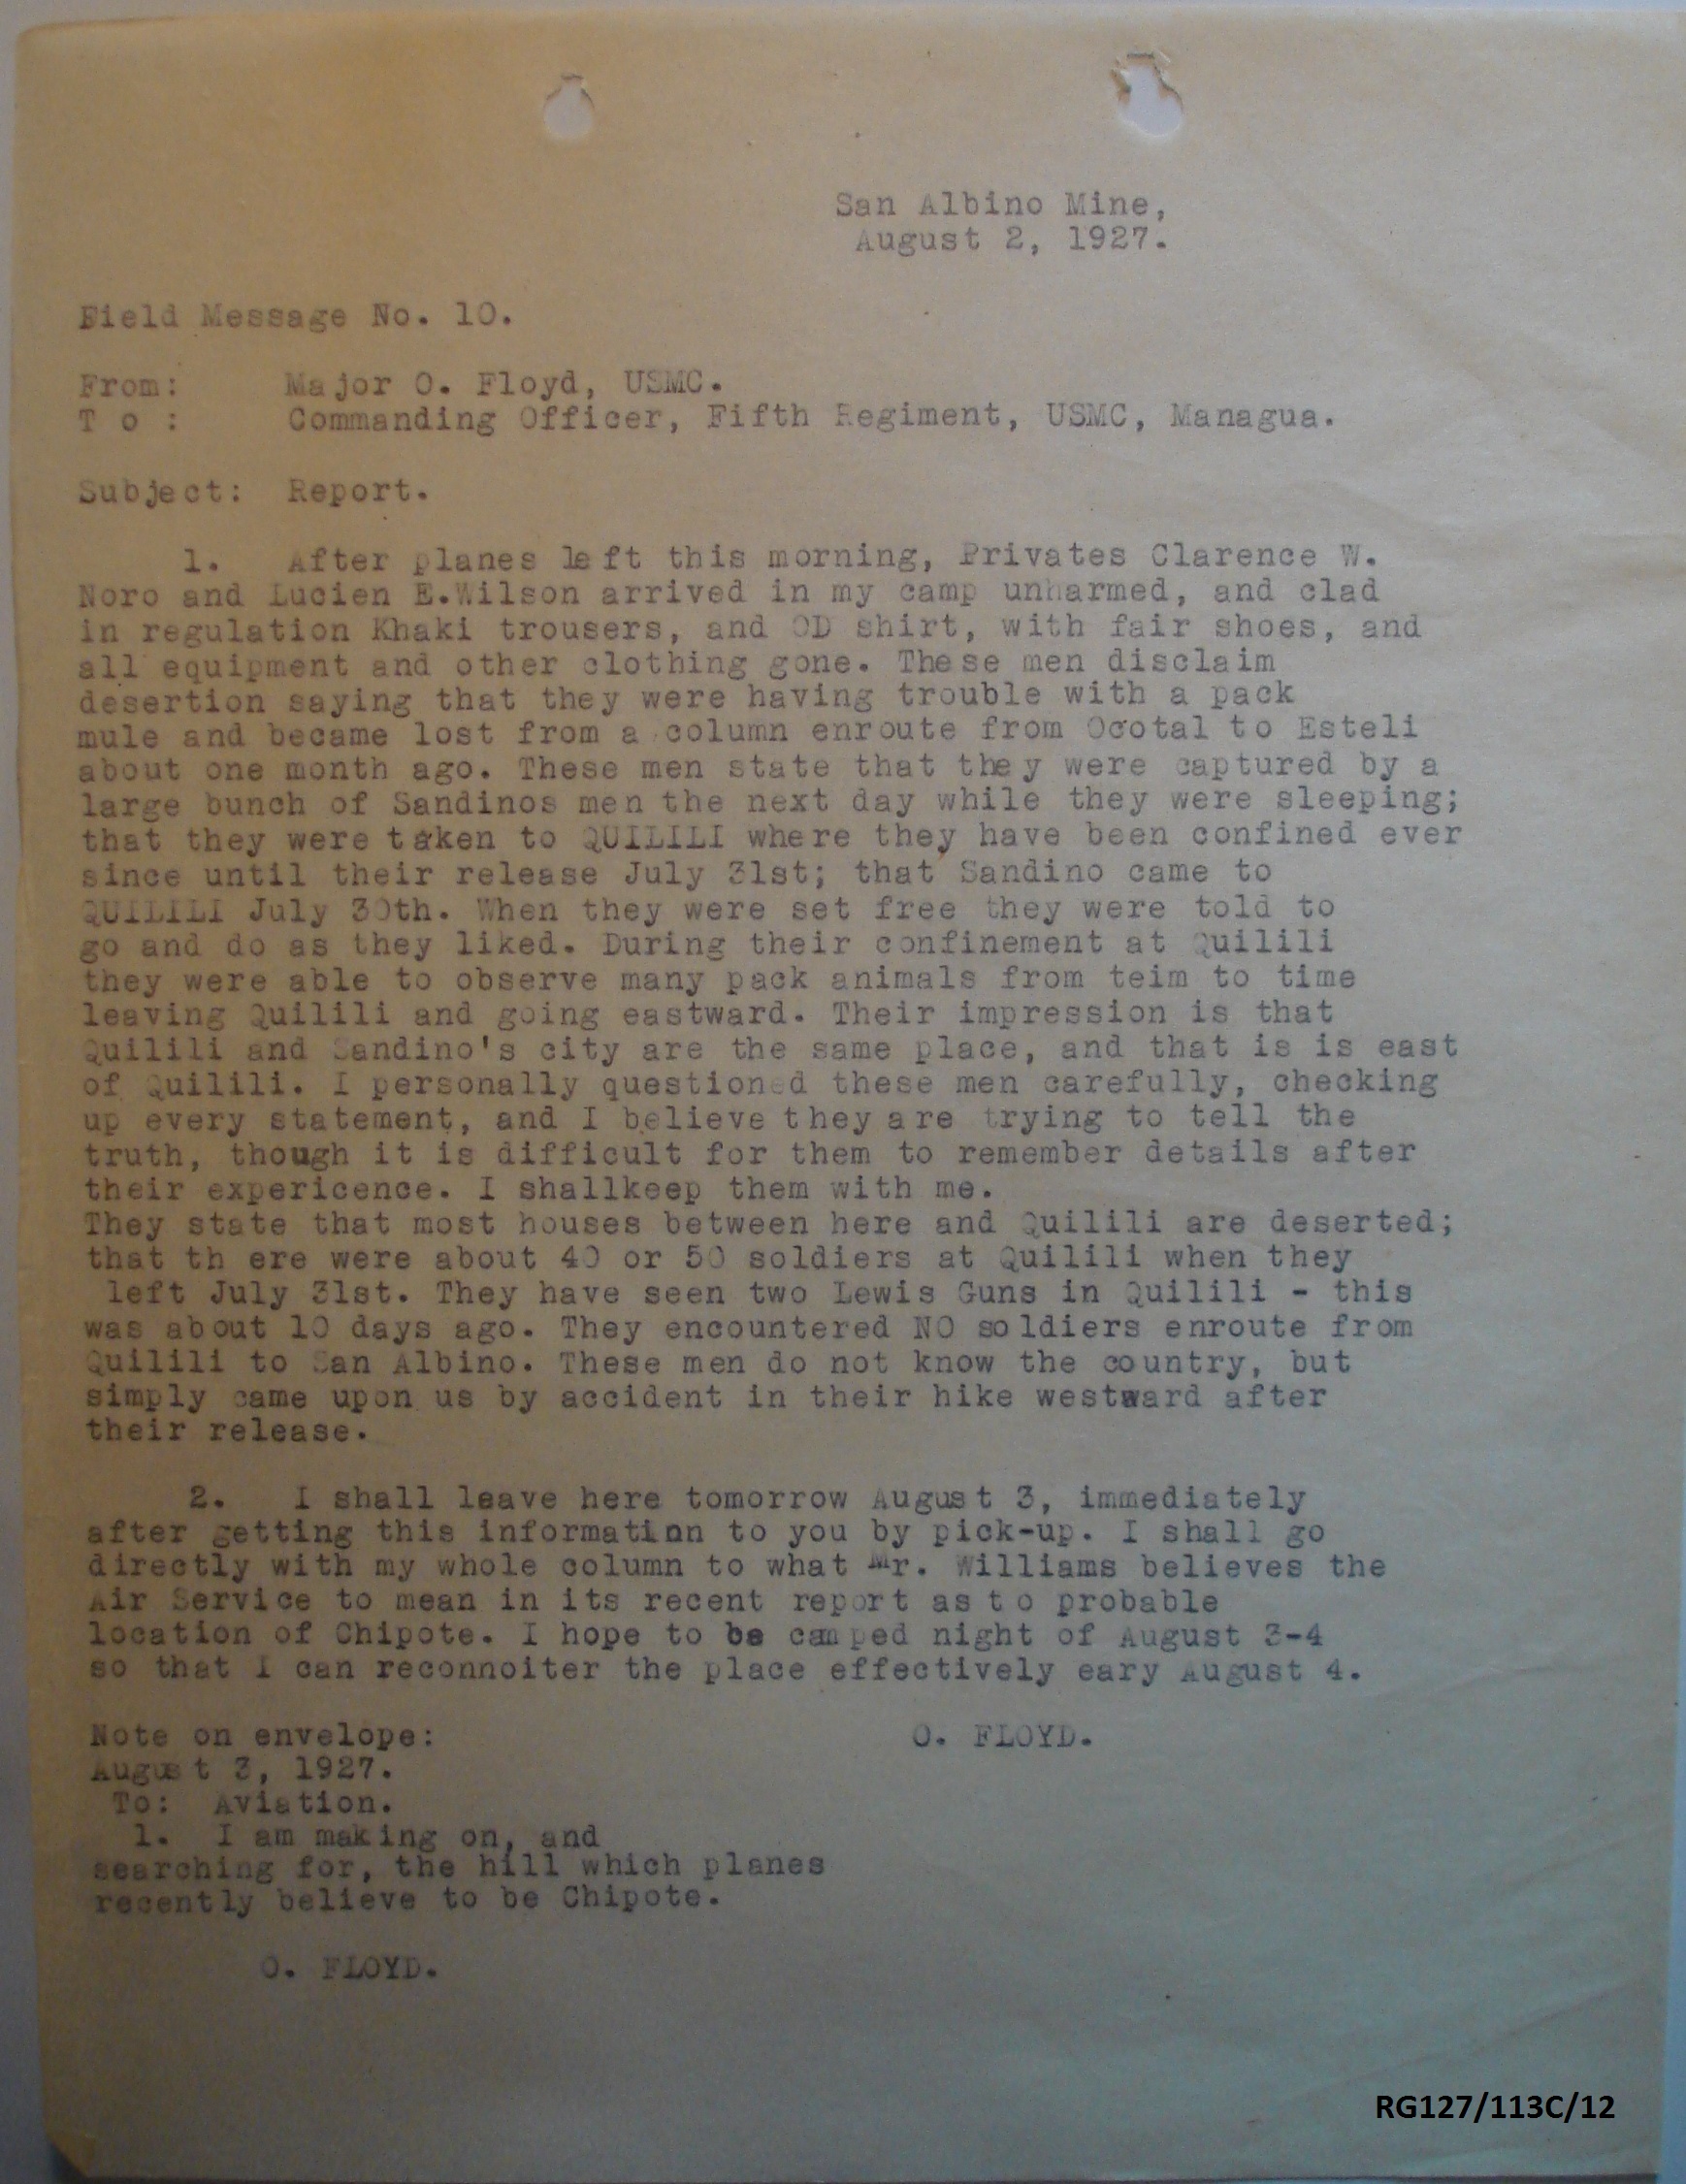 San Albino Mine,
August 2, 1927.
Field Message No. 10.
From: Major O. Floyd, USMC.
T o : Commanding Officer, Fifth Regiment, USMC, Managua.
Subject: Report.
1. After planes left this morning, Privates Clarence W.
Noro and Lucien E.Wilson arrived in my camp unharmed, and clad
in regulation Khaki trousers, and OD shirt, with fair shoes, and
all equipment and other clothing gone. These men disclaim
desertion saying that they were having trouble with a pack
mule and became lost from a column enroute from Ocotal to Esteli
about one month ago. These men state that they were captured by a
large bunch of Sandinos men the next day while they were sleeping;
that they were taken to QUILILI where they have been confined ever
since until their release July 31st; that Sandino came to
QUILILI July 30th. When they were set free they were told to
go and do as they liked. During their confinement at Quilili
they were able to observe many pack animals from teim to time
leaving Quilili and going eastward. Their impression is that
Quilili and Sandino's city are the same place, and that is is east
of Quilili. I personally questioned these men carefully, checking
up every statement, and I believe they are trying to tell the
truth, though it is difficult for them to remember details after
their expericence. I shallkeep them with me.
They state that most houses between here and Quilili are deserted;
that th ere were about 40 or 50 soldiers at Quilili when they
left July 31st. They have seen two Lewis Guns in Quilili - this
was about 10 days ago. They encountered NO soldiers enroute from
Quilili to San Albino. These men do not know the country, but
simply came upon us by accident in their hike westward after
their release.
2. I shall leave here tomorrow August 3, immediately
after getting this information to you by pick-up. I shall go
directly with my whole column to what Mr. Williams believes the
Air Service to mean in its recent report as to probable
location of Chipote. I hope to be camped night of August 3-4
so that I can reconnoiter the place effectively eary August 4.
Note on envelope: O. FLOYD.
August 3, 1927.
To: Aviation.
1. I am making on, and
searching for, the hill which planes
recently believe to be Chipote.
O. FLOYD.
RG127/113C/12